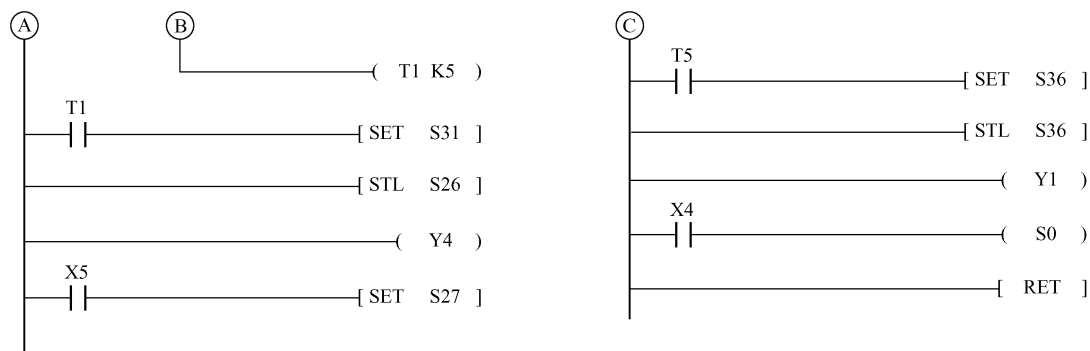 A
B
( T1 K5 )
T1
[ SET S31 ]
[ STL S26 ]
( Y4 )
X5
[ SET S27 ]
C
T5
[ SET S36 ]
[ STL S36 ]
( Y1 )
X4
( S0 )
[ RET ]